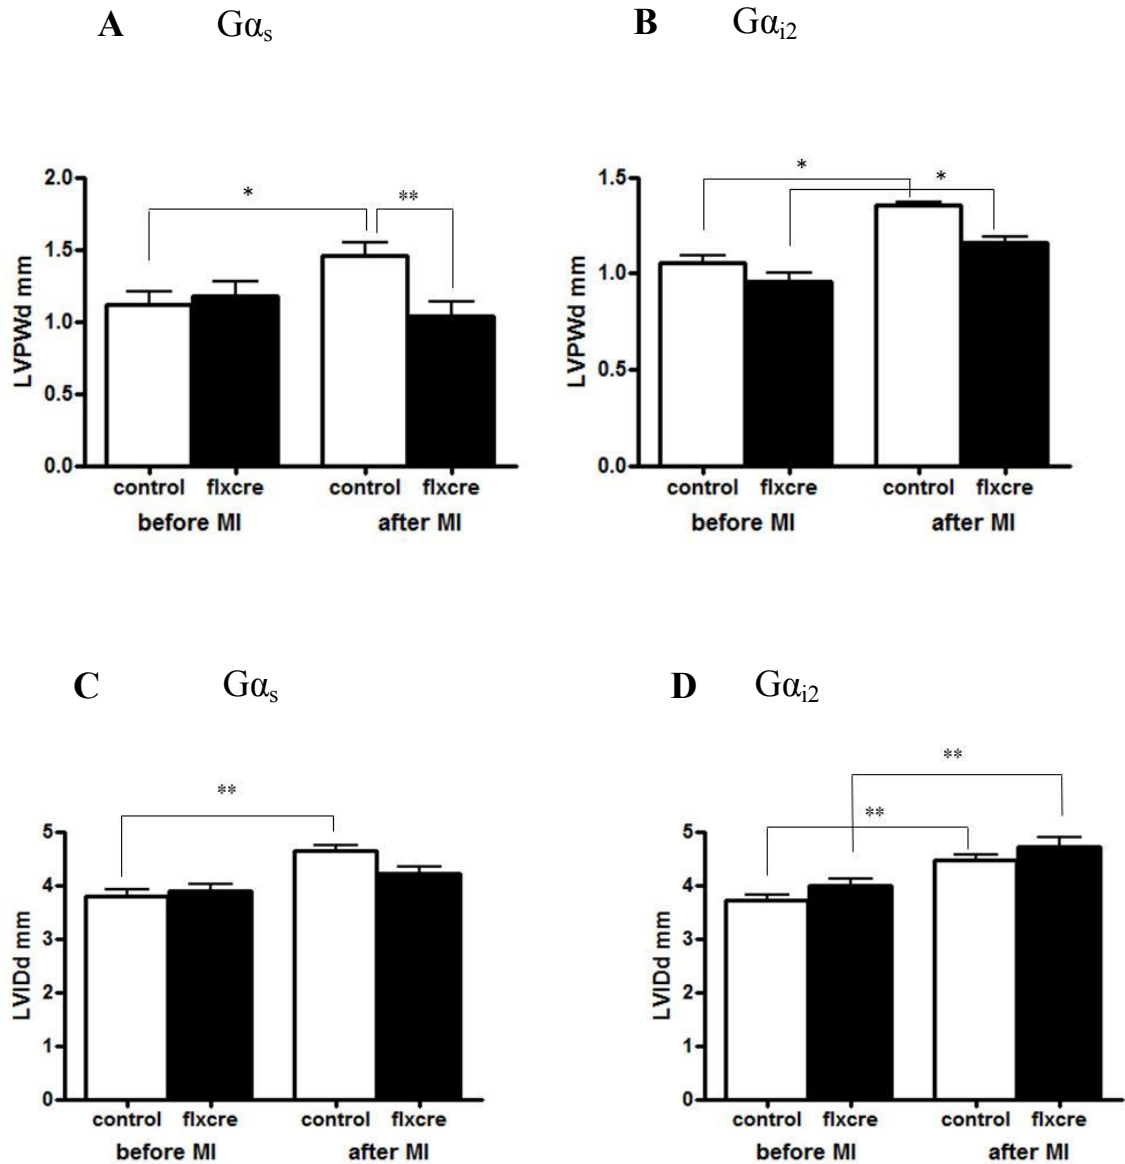 A Gαs
B Gαi2
2.0
1.5
1.0
0.5
0.0
LVPWd mm
* **
control flxcre control flxcre
before MI after MI
1.5
1.0
0.5
0.0
LVPWd mm
* *
control flxcre control flxcre
before MI after MI
C Gαs
D Gαi2
5
4
3
2
1
0
LVIDd mm
**
control flxcre control flxcre
before MI after MI
5
4
3
2
1
0
LVIDd mm
**
**
control flxcre control flxcre
before MI after MI